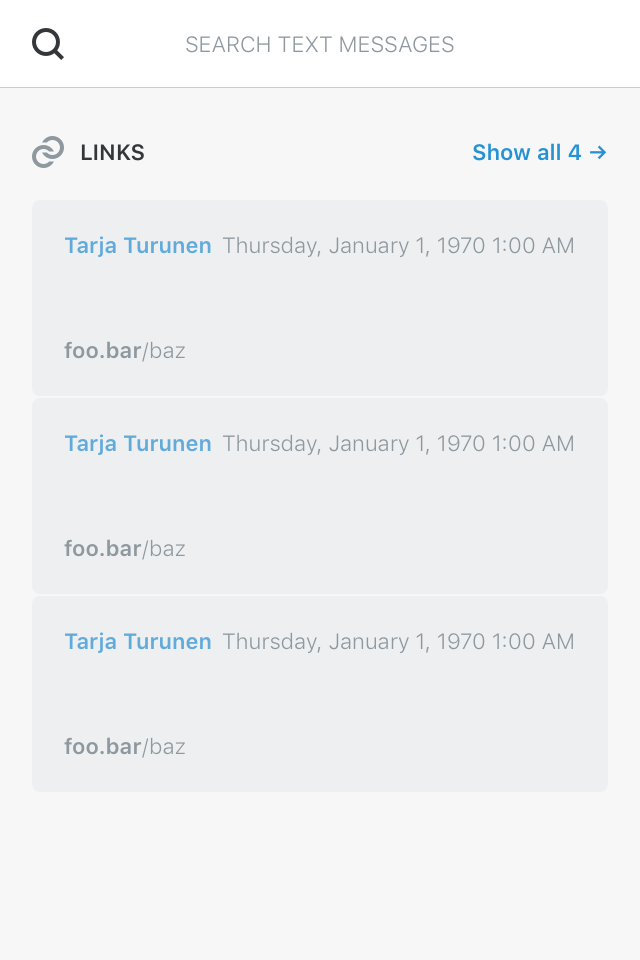 SEARCH TEXT MESSAGES
LINKS Show all 4 →
Tarja Turunen Thursday, January 1, 1970 1:00 AM
foo.bar/baz
Tarja Turunen Thursday, January 1, 1970 1:00 AM
foo.bar/baz
Tarja Turunen Thursday, January 1, 1970 1:00 AM
foo.bar/baz